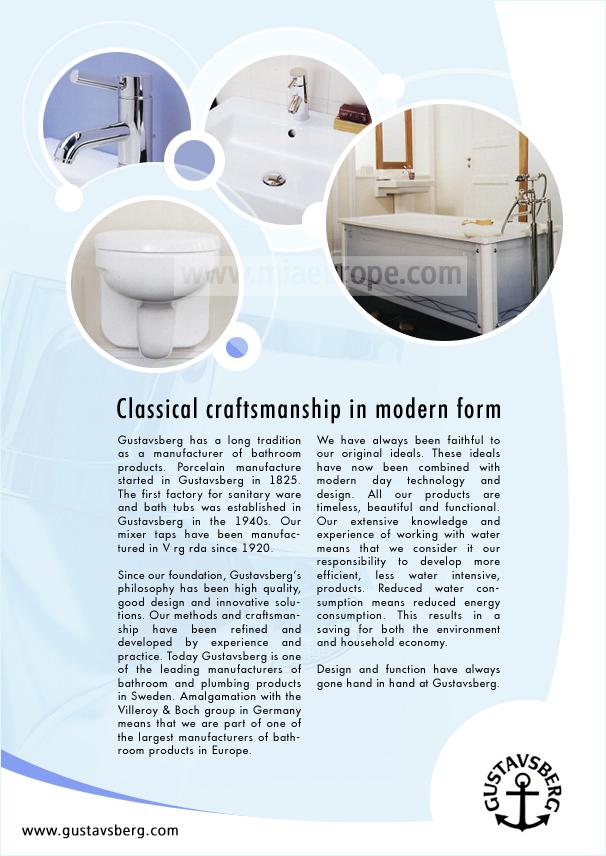 www.miaeurope.com
Classical craftsmanship in modern form
Gustavsberg has a long tradition
as a manufacturer of bathroom
products. Porcelain manufacture
started in Gustavsberg in 1825.
The first factory for sanitary ware
and bath tubs was established in
Gustavsberg in the 1940s. Our
mixer taps have been manufac-
tured in V rg rda since 1920.
Since our foundation, Gustavsberg's
philosophy has been high quality,
good design and innovative solu-
tions. Our methods and craftsman-
ship have been refined and
developed by experience and
practice. Today Gustavsberg is one
of the leading manufacturers of
bathroom and plumbing products
in Sweden. Amalgamation with the
Villeroy & Boch group in Germany
means that we are part of one of
the largest manufacturers of bath-
room products in Europe.
We have always been faithful to
our original ideals. These ideals
have now been combined with
modern day technology and
design. All our products are
timeless, beautiful and functional.
Our extensive knowledge and
experience of working with water
means that we consider it our
responsibility to develop more
efficient, less water intensive,
products. Reduced water con-
sumption means reduced energy
consumption. This results in a
saving for both the environment
and household economy.
Design and function have always
gone hand in hand at Gustavsberg.
GUSTAVSBERG
www.gustavsberg.com